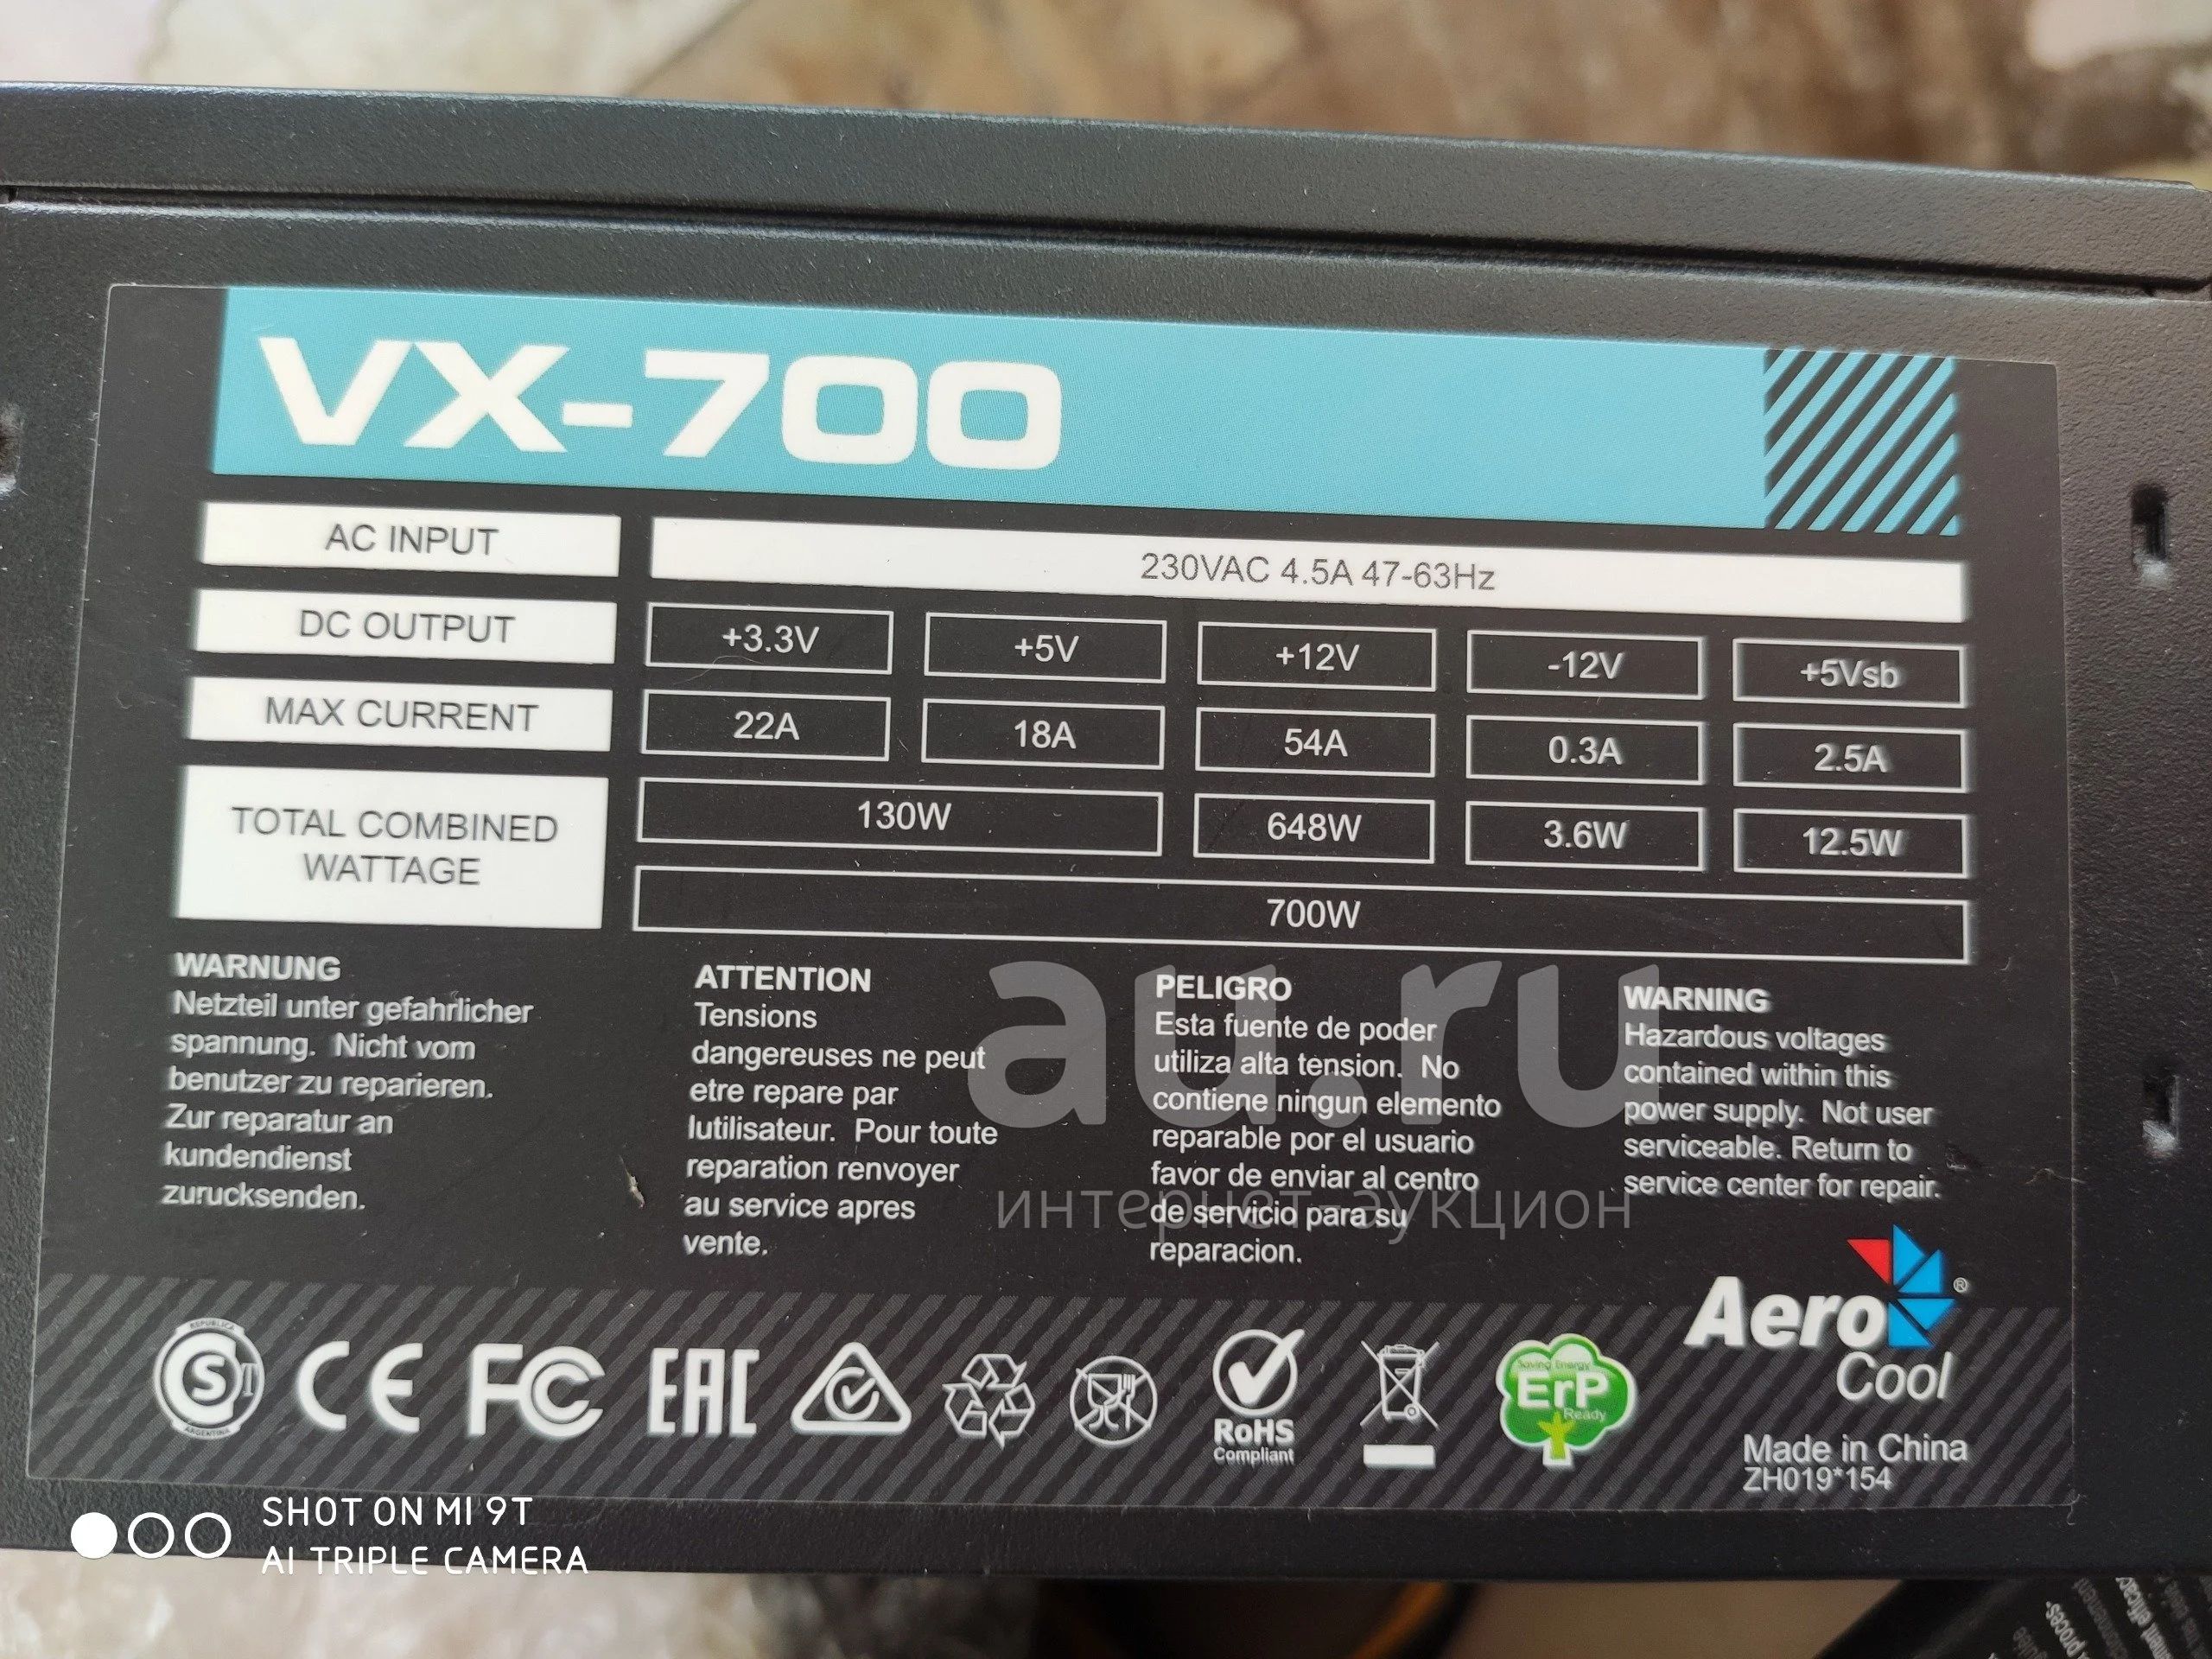 VX-700
AC INPUT 230VAC 4.5A 47-63Hz
DC OUTPUT +3.3V +5V +12V -12V +5Vsb
MAX CURRENT 22A 18A 54A 0.3A 2.5A
TOTAL COMBINED
WATTAGE
130W 648W 3.6W 12.5W
700W
WARNUNG
Netzteil unter gefahrlicher
spannung. Nicht vom
benutzer zu reparieren.
Zur reparatur an
kundendienst
zurucksenden.
ATTENTION
Tensions
dangereuses ne peut
etre repare par
lutilisateur. Pour toute
reparation renvoyer
au service apres
vente.
PELIGRO
Esta fuente de poder
utiliza alta tension. No
contiene ningun elemento
reparable por el usuario
favor de enviar al centro
de servicio para su
reparacion.
WARNING
Hazardous voltages
contained within this
power supply. Not user
serviceable. Return to
service center for repair.
au.ru
интернет-аукцион
REPUBLICA
S T
ARGENTINA
CE FC EAC
RoHS
Compliant
Saving Energy
ErP
Ready
Aero ®
Cool
Made in China
ZH019*154
SHOT ON MI 9T
AI TRIPLE CAMERA